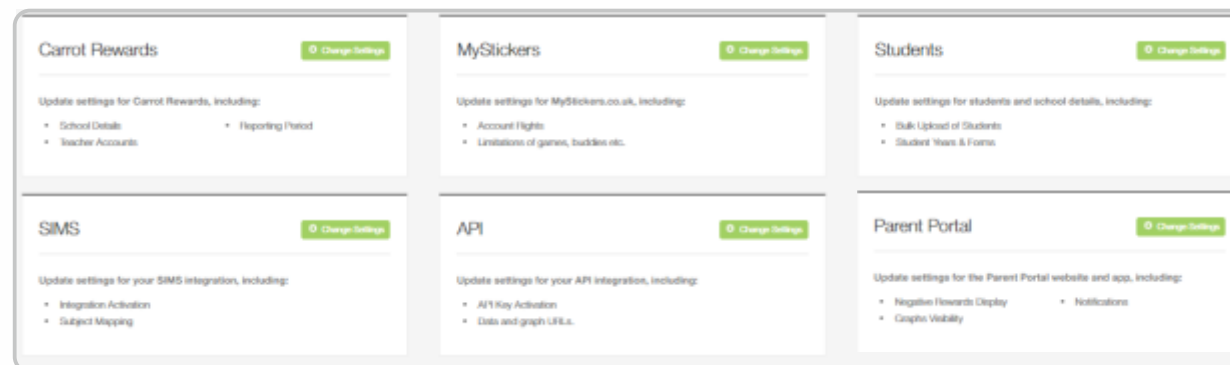 Carrot Rewards
Change Settings
Update settings for Carrot Rewards, including:
School Details
Reporting Period
Teacher Accounts
MyStickers
Change Settings
Update settings for MyStickers.co.uk, including:
Account Rights
Limitations of games, buddies etc.
Students
Change Settings
Update settings for students and school details, including:
Bulk Upload of Students
Student Years & Forms
SIMS
Change Settings
Update settings for your SIMS integration, including:
Integration Activation
Subject Mapping
API
Change Settings
Update settings for your API integration, including:
API Key Activation
Data and graph URLs.
Parent Portal
Change Settings
Update settings for the Parent Portal website and app, including:
Negative Rewards Display
Notifications
Graphs Visibility